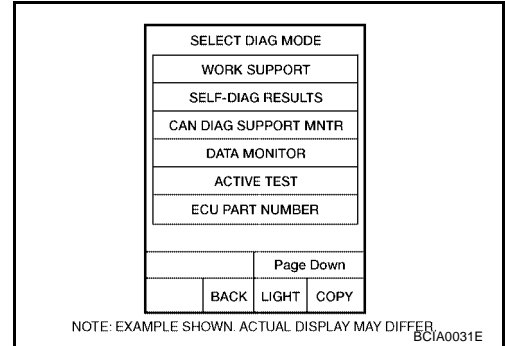 SELECT DIAG MODE
WORK SUPPORT
SELF-DIAG RESULTS
CAN DIAG SUPPORT MNTR
DATA MONITOR
ACTIVE TEST
ECU PART NUMBER
Page Down
BACK LIGHT COPY
NOTE: EXAMPLE SHOWN. ACTUAL DISPLAY MAY DIFFER.
BCIA0031E